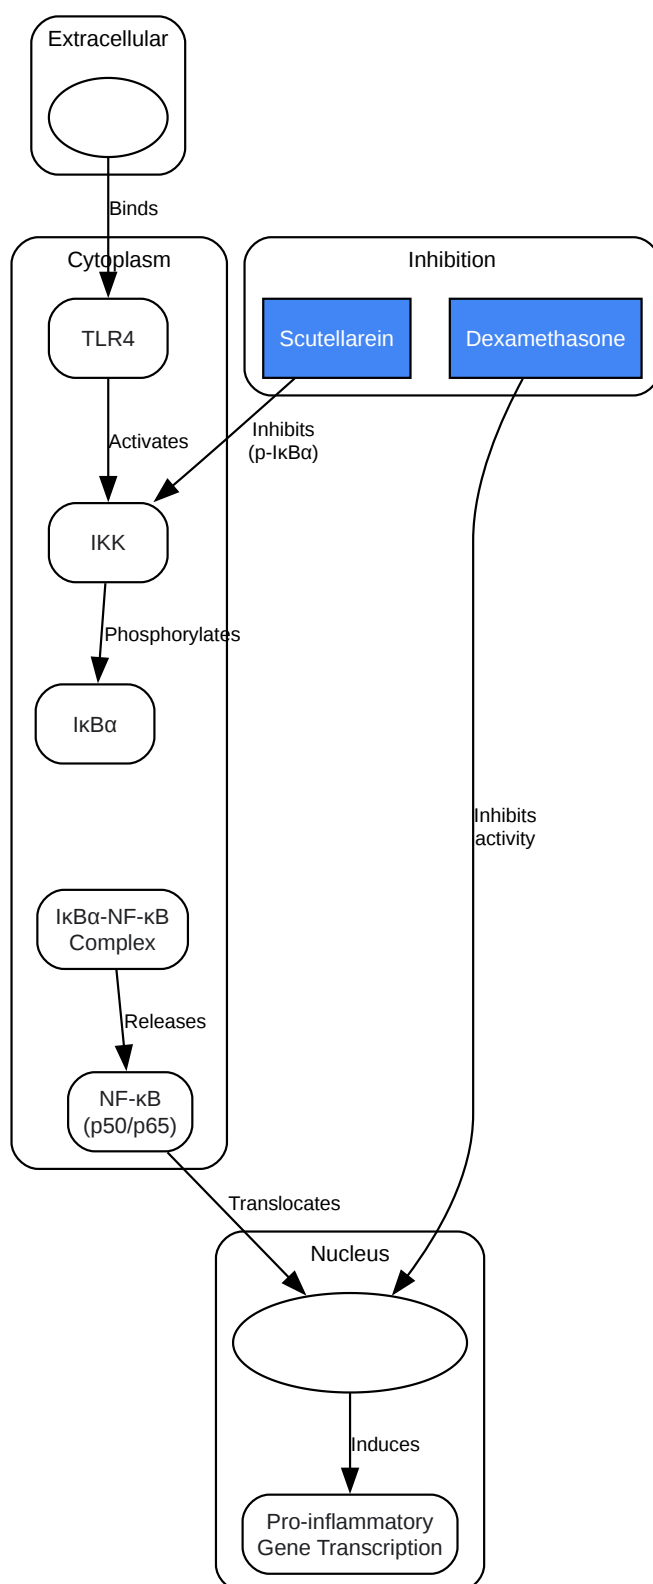 Extracellular
Binds
Cytoplasm
Inhibition
TLR4
Scutellarein
Dexamethasone
Activates
Inhibits
(p-IκBα)
IKK
Phosphorylates
IκBα
Inhibits
activity
IκBα-NF-κB
Complex
Releases
NF-κB
(p50/p65)
Translocates
Nucleus
Induces
Pro-inflammatory
Gene Transcription